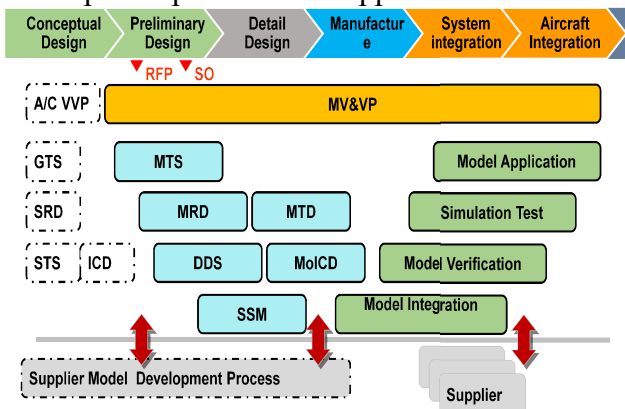 Conceptual
Design
Preliminary
Design
Detail
Design
Manufactur
e
System
integration
Aircraft
Integration
RFP
SO
A/C VVP
MV&VP
GTS
MTS
Model Application
SRD
MRD
MTD
Simulation Test
STS
ICD
DDS
MoICD
Model Verification
SSM
Model Integration
Supplier Model Development Process
Supplier